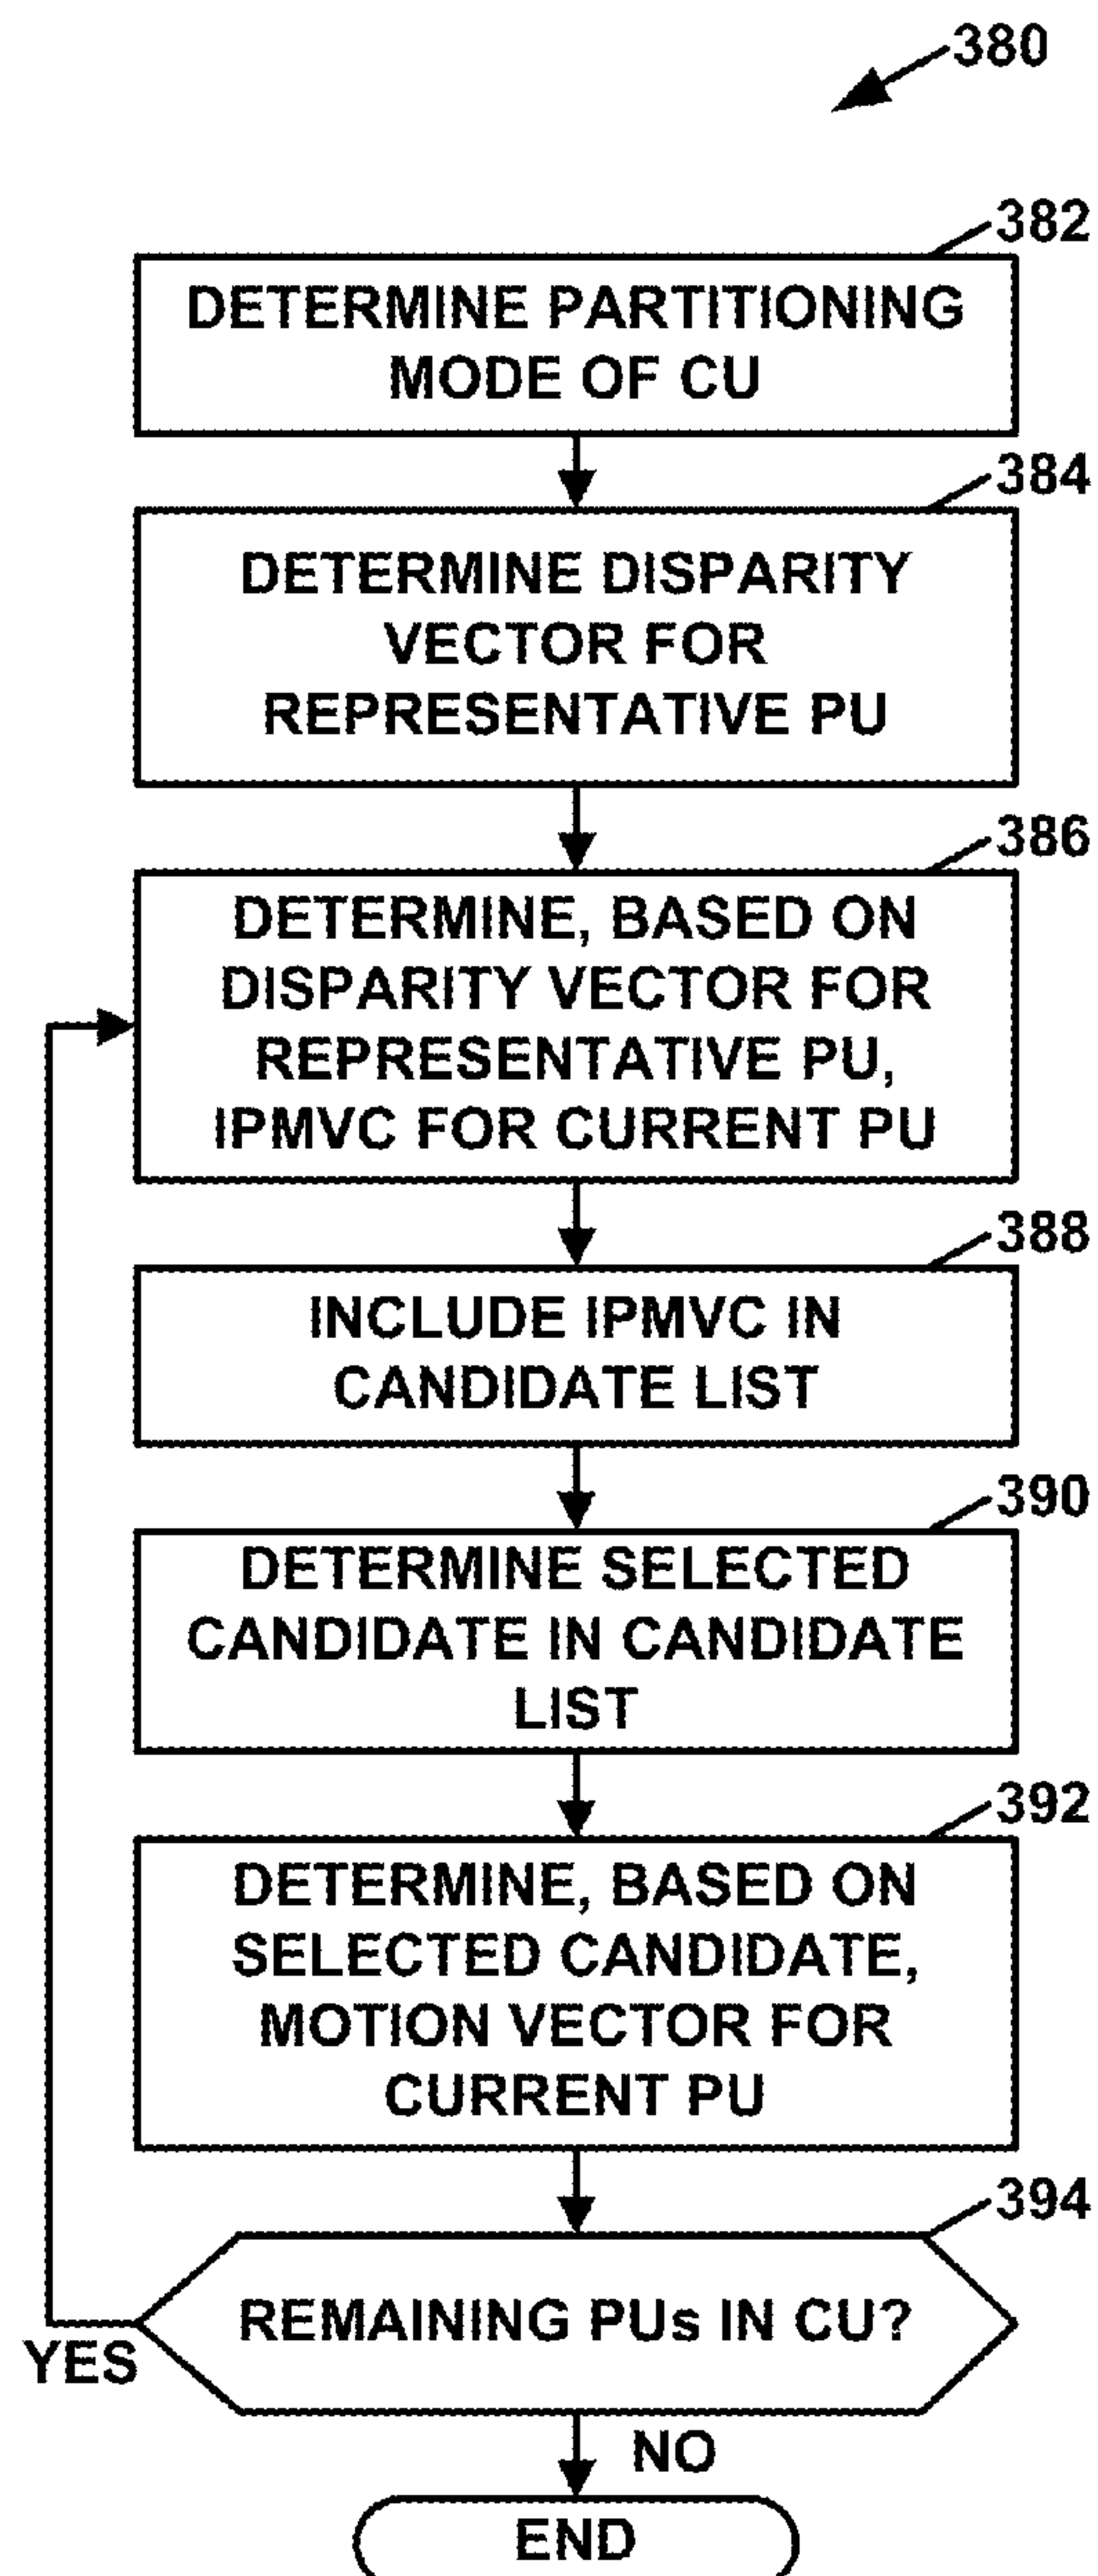 380
382
DETERMINE PARTITIONING
MODE OF CU
384
DETERMINE DISPARITY
VECTOR FOR
REPRESENTATIVE PU
386
DETERMINE, BASED ON
DISPARITY VECTOR FOR
REPRESENTATIVE PU,
IPMVC FOR CURRENT PU
388
INCLUDE IPMVC IN
CANDIDATE LIST
390
DETERMINE SELECTED
CANDIDATE IN CANDIDATE
LIST
392
DETERMINE, BASED ON
SELECTED CANDIDATE,
MOTION VECTOR FOR
CURRENT PU
394
REMAINING PUs IN CU?
YES
NO
END